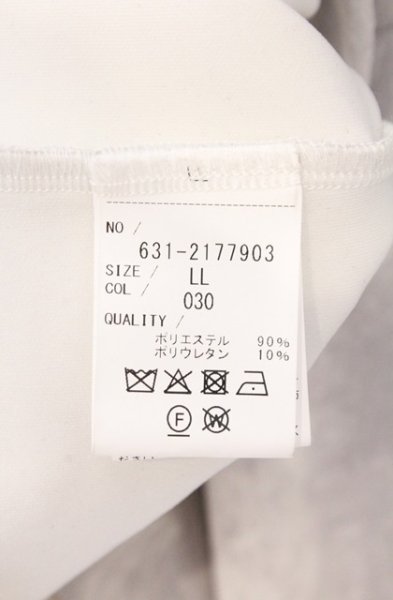 NO /
631-2177903
SIZE / LL
COL / 030
QUALITY /
ポリエステル 90%
ポリウレタン 10%
F W